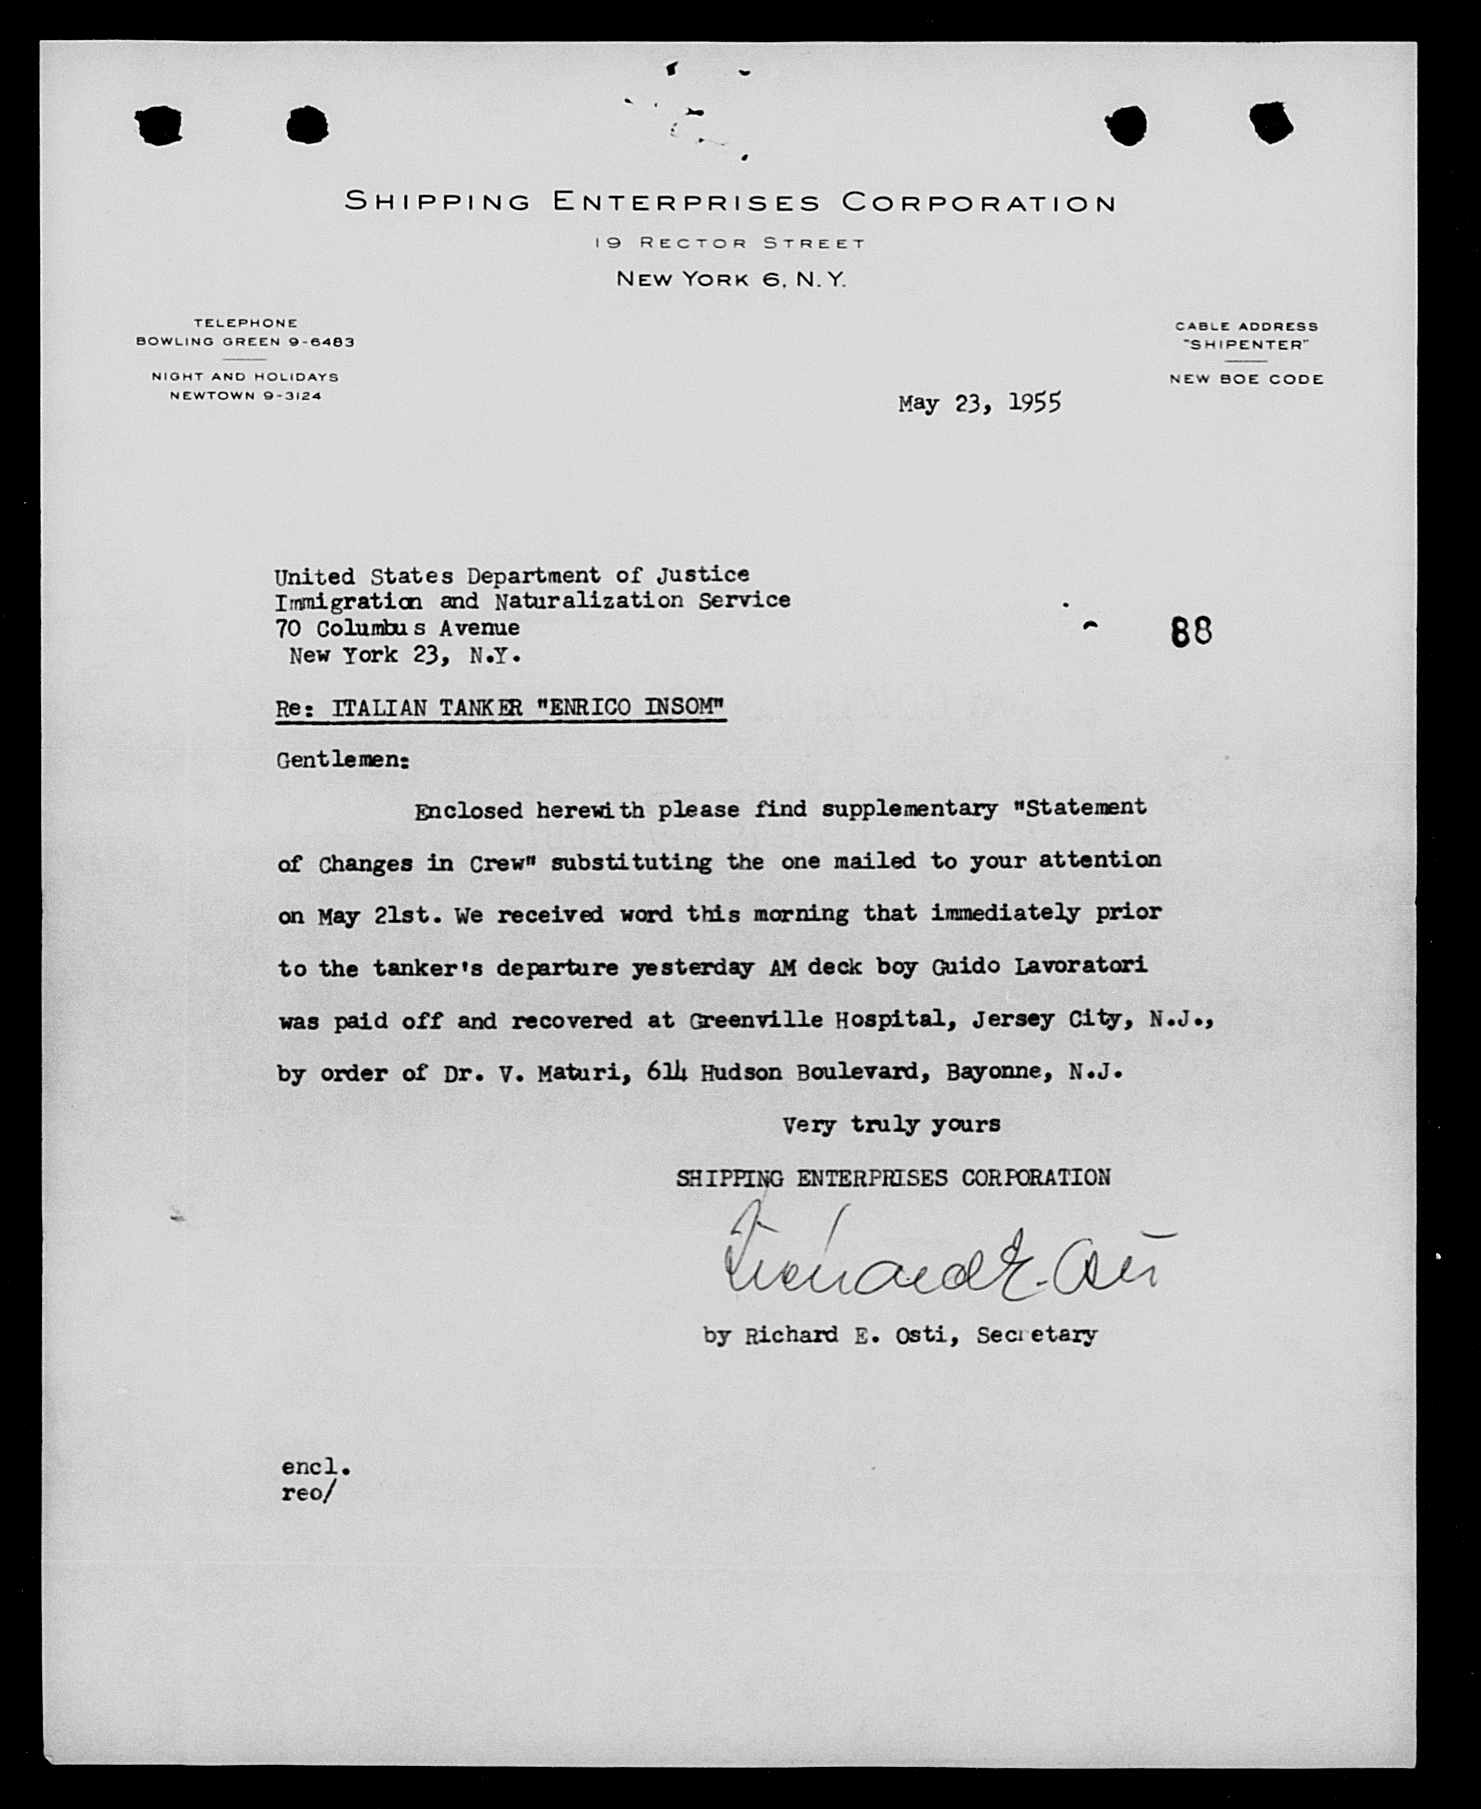 SHIPPING ENTERPRISES CORPORATION
19 RECTOR STREET
NEW YORK 6, N.Y.
TELEPHONE
BOWLING GREEN 9-6483
NIGHT AND HOLIDAYS
NEWTOWN 9-3124
CABLE ADDRESS
"SHIPENTER"
NEW BOE CODE
May 23, 1955
United States Department of Justice
Immigration and Naturalization Service
70 Columbus Avenue
New York 23, N.Y.
88
Re: ITALIAN TANKER "ENRICO INSOM"
Gentlemen:
Enclosed herewith please find supplementary "Statement
of Changes in Crew" substituting the one mailed to your attention
on May 21st. We received word this morning that immediately prior
to the tanker's departure yesterday AM deck boy Guido Lavoratori
was paid off and recovered at Greenville Hospital, Jersey City, N.J.,
by order of Dr. V. Maturi, 614 Hudson Boulevard, Bayonne, N.J.
Very truly yours
SHIPPING ENTERPRISES CORPORATION
Richard E. Osti
by Richard E. Osti, Secretary
encl.
reo/